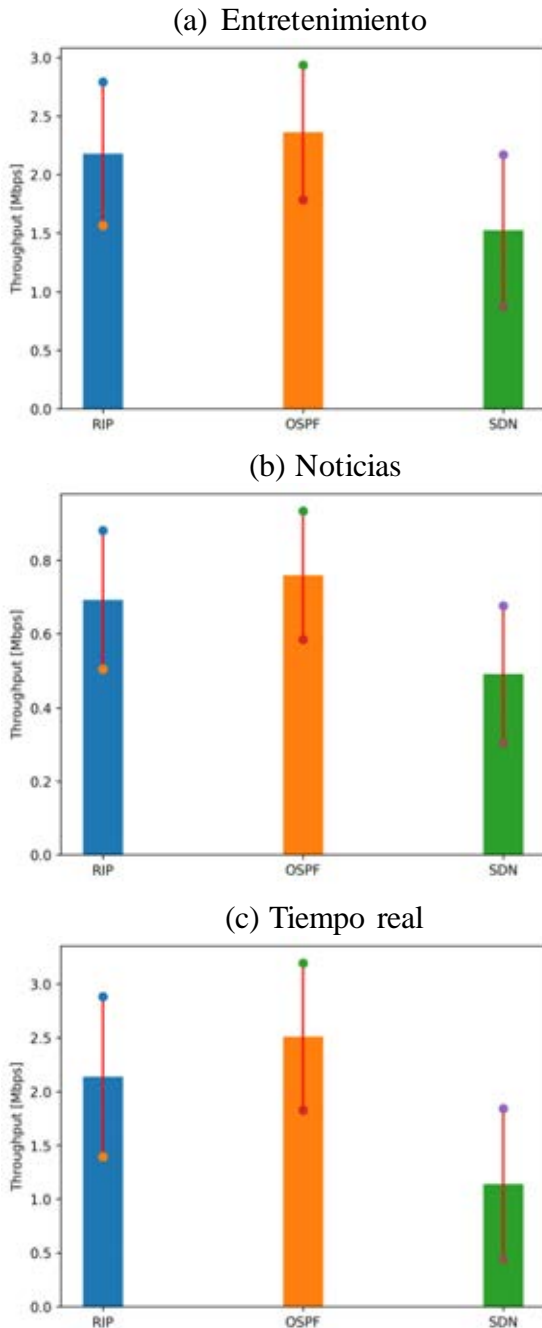 (a) Entretenimiento
Throughput [Mbps]
3.0
2.5
2.0
1.5
1.0
0.5
0.0
RIP OSPF SDN
(b) Noticias
Throughput [Mbps]
0.8
0.6
0.4
0.2
0.0
RIP OSPF SDN
(c) Tiempo real
Throughput [Mbps]
3.0
2.5
2.0
1.5
1.0
0.5
0.0
RIP OSPF SDN